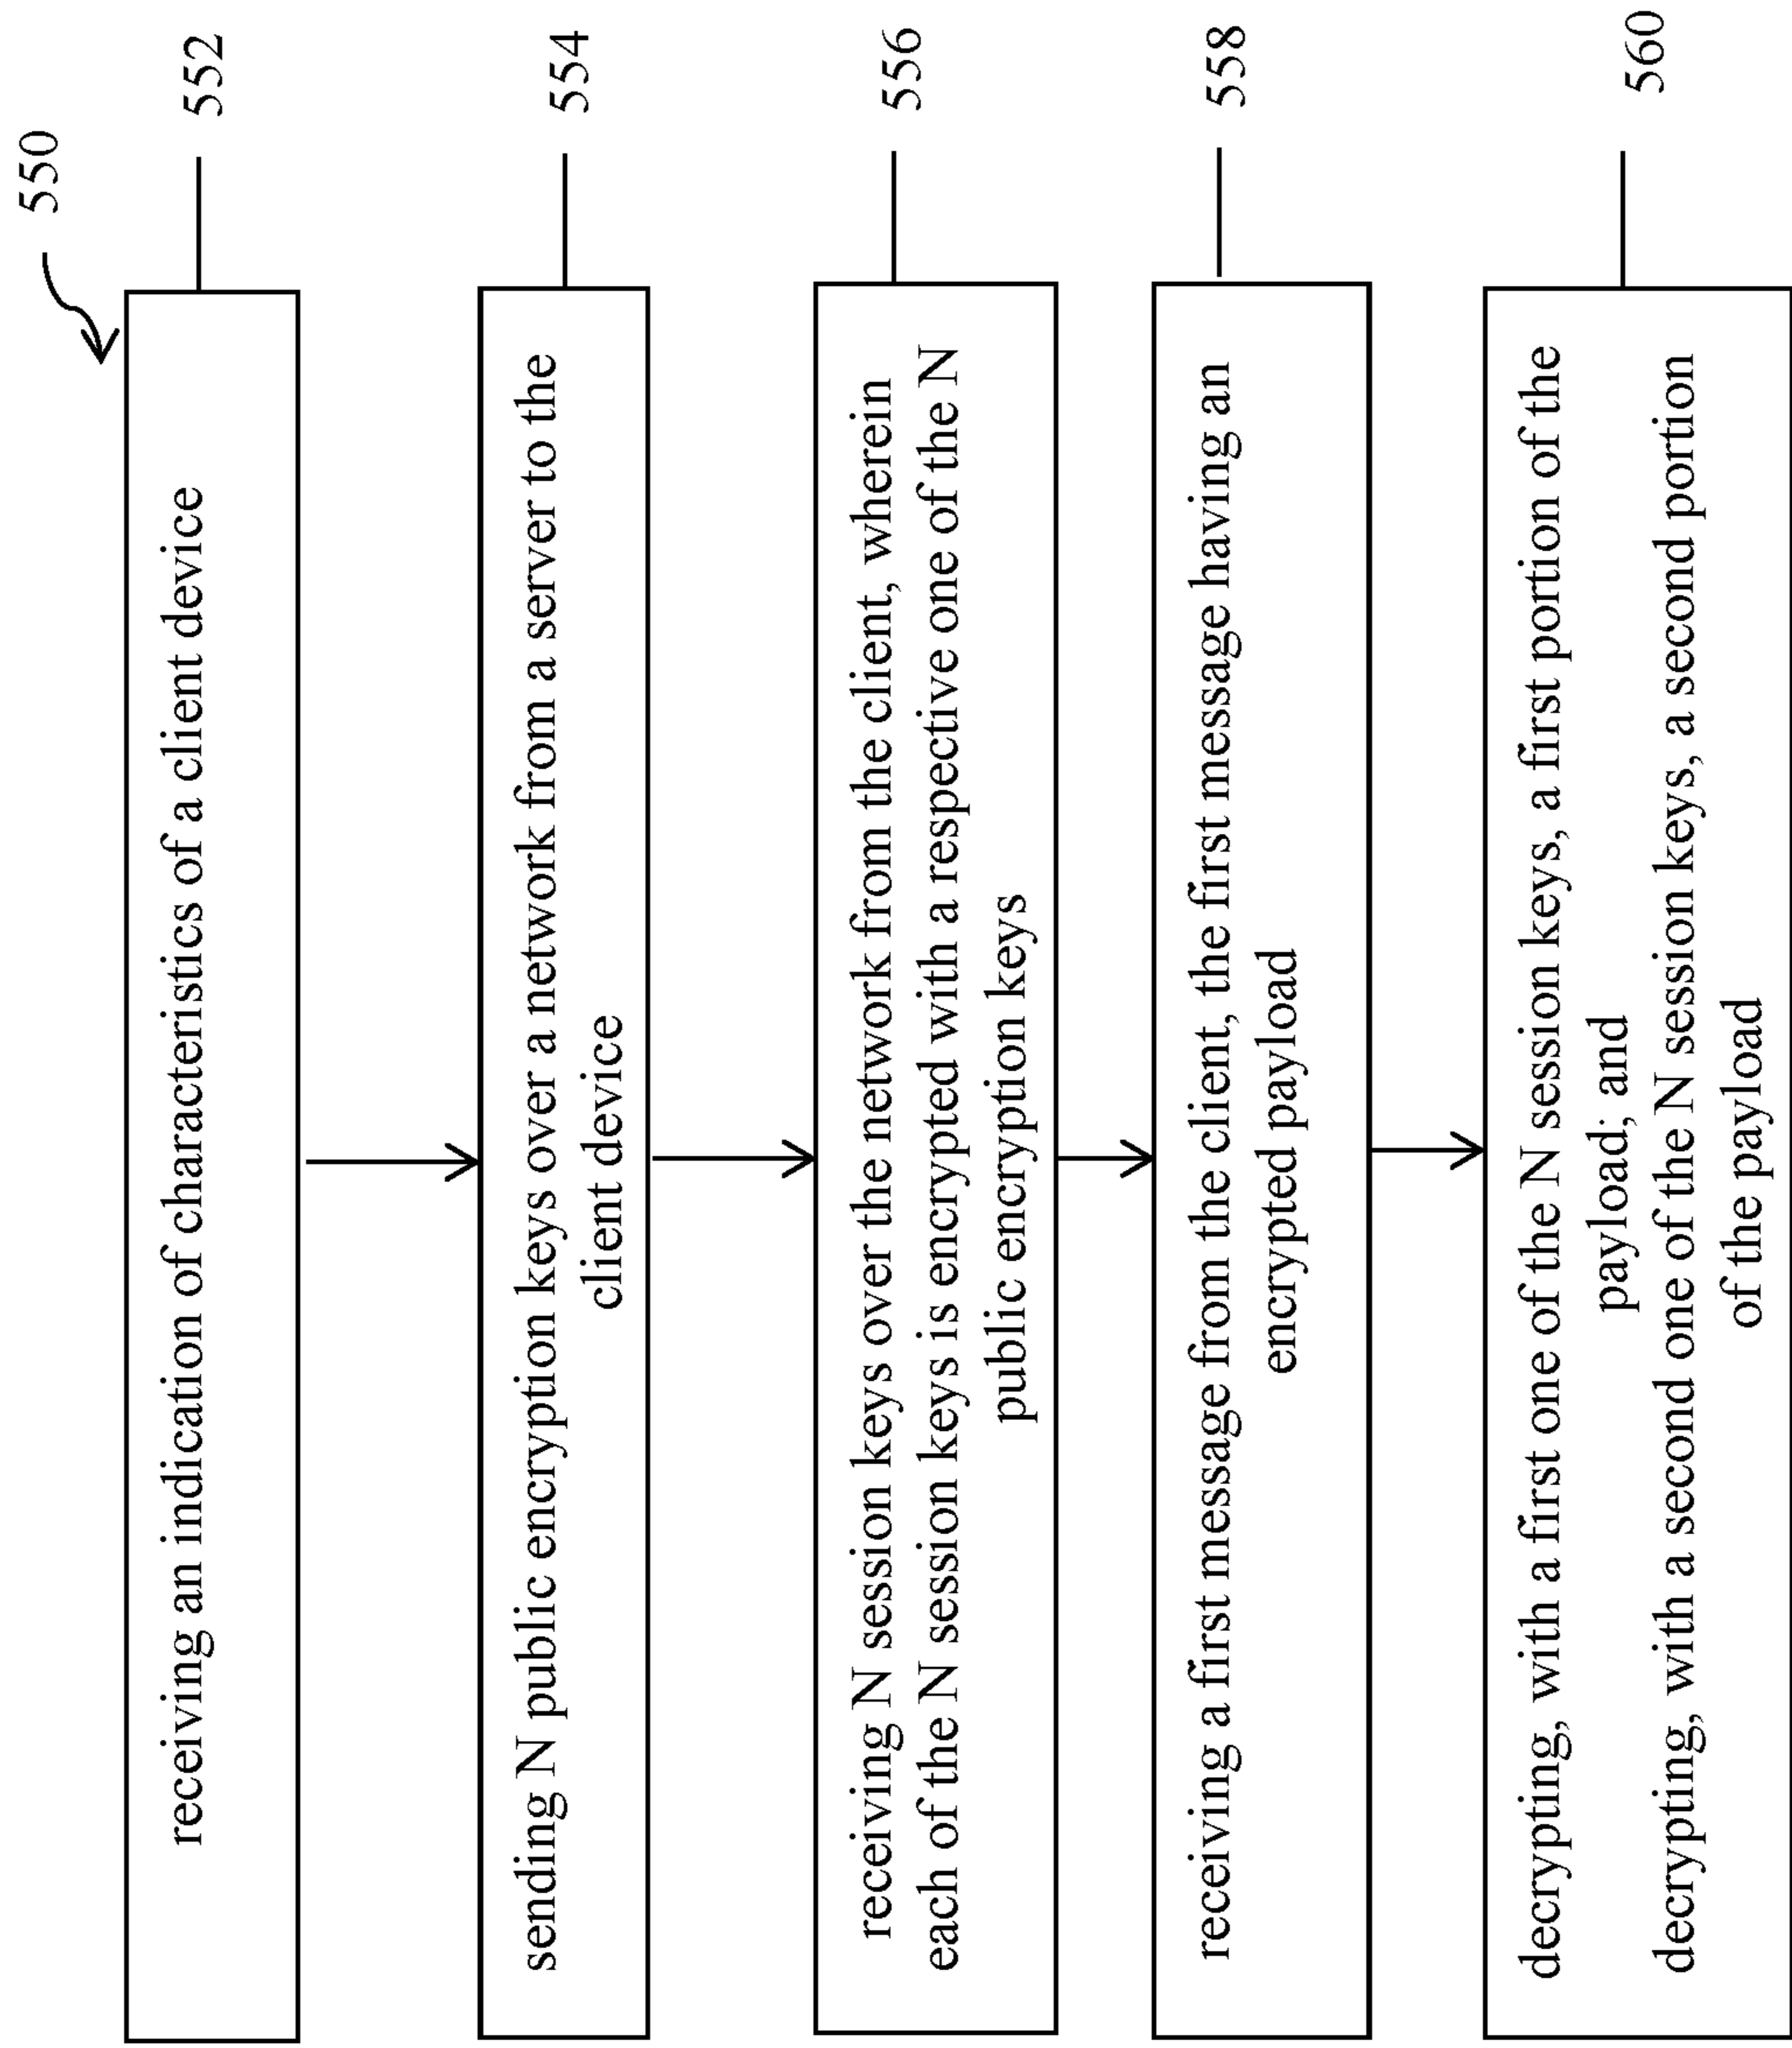 550
receiving an indication of characteristics of a client device
552
sending N public encryption keys over a network from a server to the
client device
554
receiving N session keys over the network from the client, wherein
each of the N session keys is encrypted with a respective one of the N
public encryption keys
556
receiving a first message from the client, the first message having an
encrypted payload
558
decrypting, with a first one of the N session keys, a first portion of the
payload; and
decrypting, with a second one of the N session keys, a second portion
of the payload
560